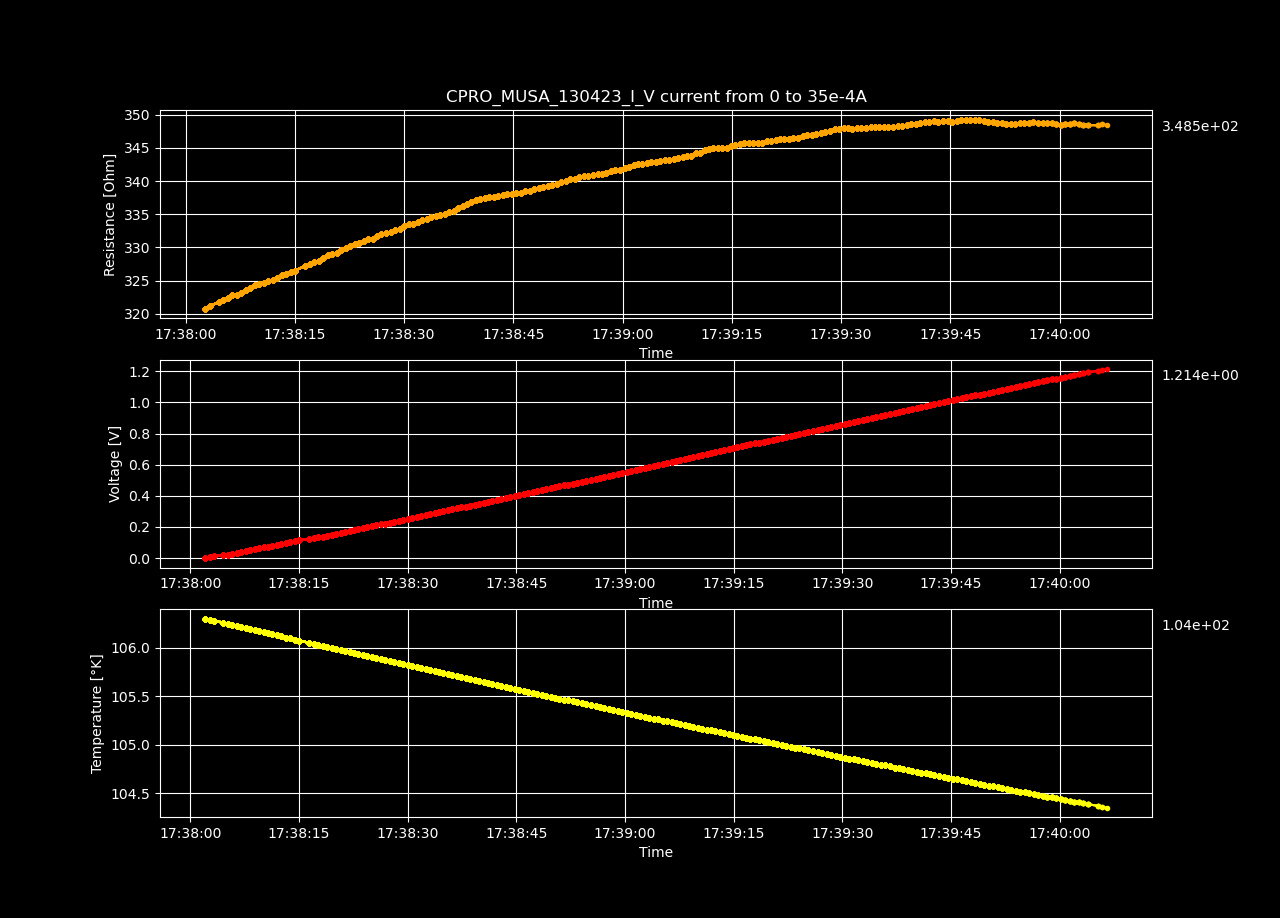 CPRO_MUSA_130423_I_V current from 0 to 35e-4A
350
345
340
335
330
325
320
Resistance [Ohm]
3.485e+02
17:38:00 17:38:15 17:38:30 17:38:45 17:39:00 17:39:15 17:39:30 17:39:45 17:40:00
Time
1.2
1.0
0.8
0.6
0.4
0.2
0.0
Voltage [V]
1.214e+00
17:38:00 17:38:15 17:38:30 17:38:45 17:39:00 17:39:15 17:39:30 17:39:45 17:40:00
Time
106.0
105.5
105.0
104.5
Temperature [°K]
1.04e+02
17:38:00 17:38:15 17:38:30 17:38:45 17:39:00 17:39:15 17:39:30 17:39:45 17:40:00
Time